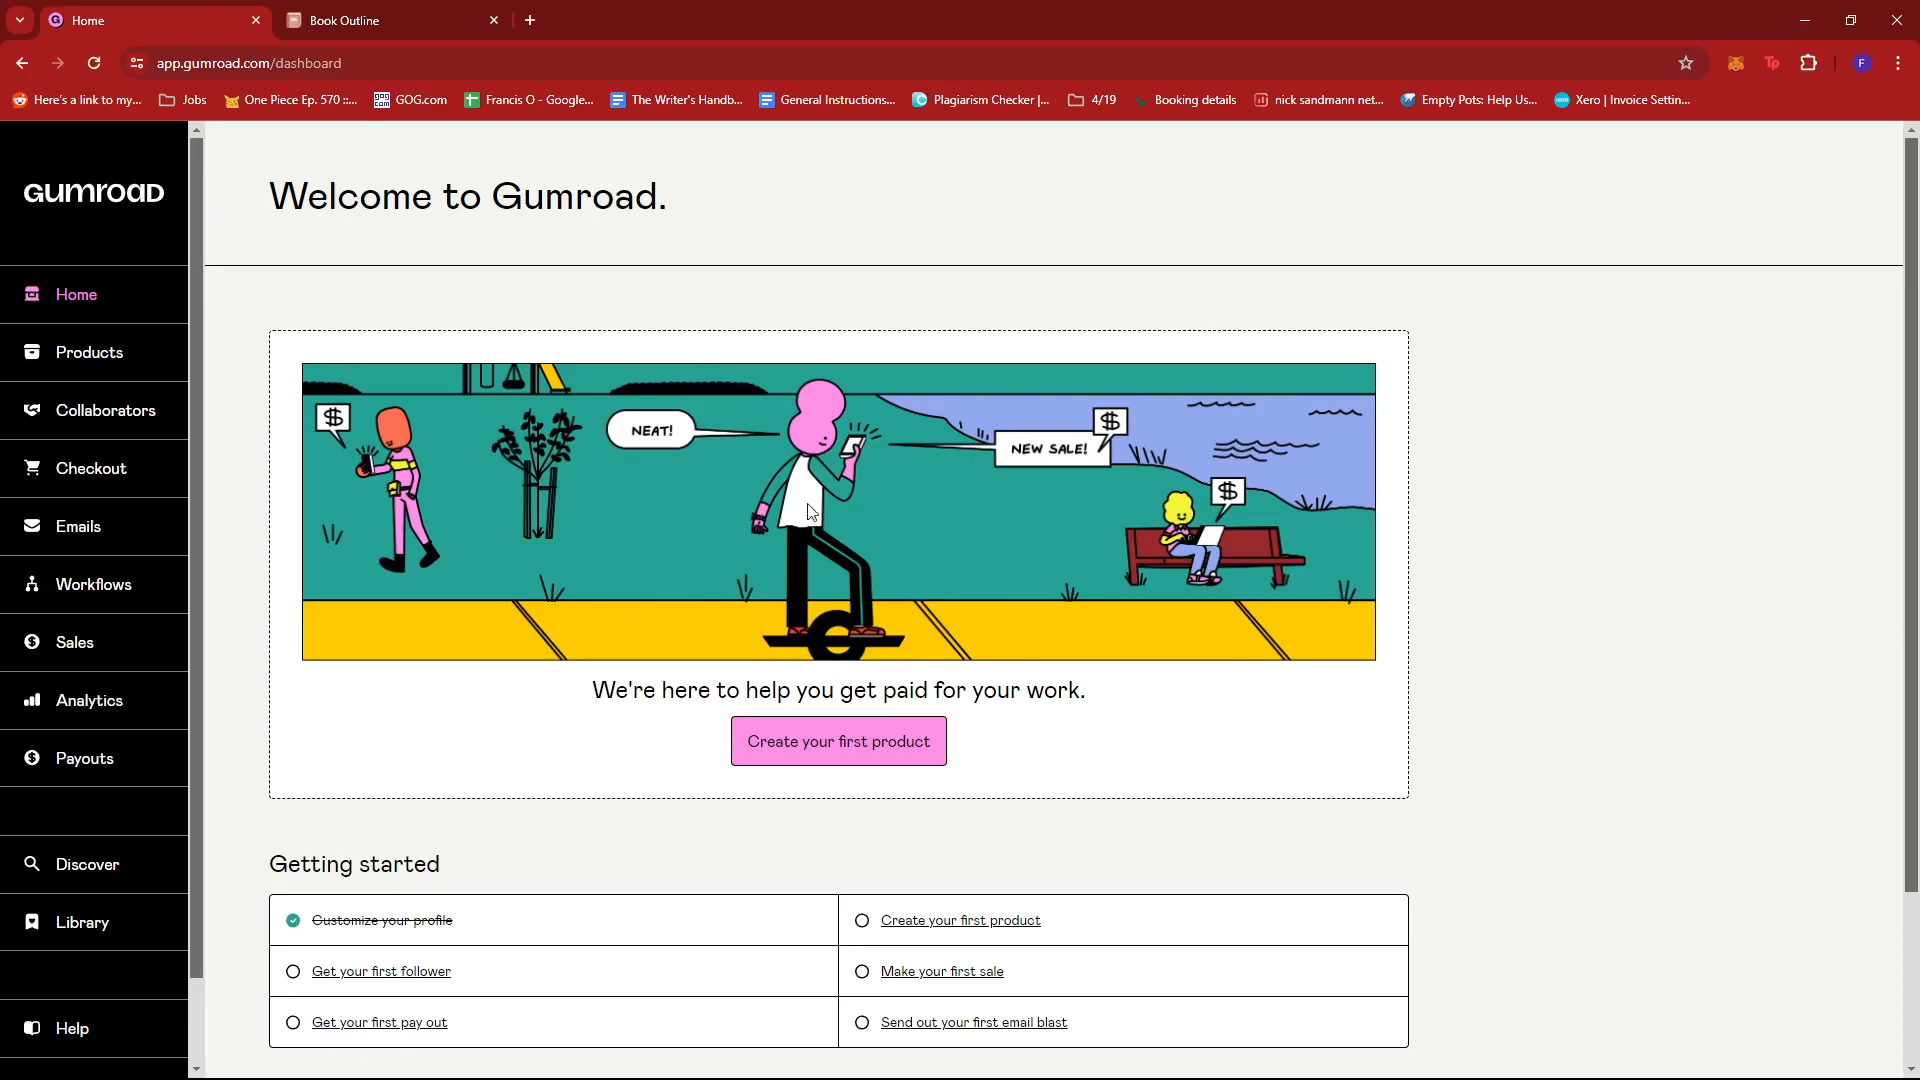 Home
Book Outline
app.gumroad.com/dashboard
F
Here's a link to my...
Jobs
One Piece Ep. 570 ::...
GOG.com
Francis O - Google...
The Writer's Handb...
General Instructions...
Plagiarism Checker |...
4/19
Booking details
nick sandmann net...
Empty Pots: Help Us...
Xero | Invoice Settin...
GUMROAD
Welcome to Gumroad.
Home
Products
Collaborators
Checkout
Emails
Workflows
Sales
Analytics
Payouts
Discover
Library
Help
$
NEAT!
NEW SALE!
$
$
We're here to help you get paid for your work.
Create your first product
Getting started
Customize your profile
Create your first product
Get your first follower
Make your first sale
Get your first pay out
Send out your first email blast